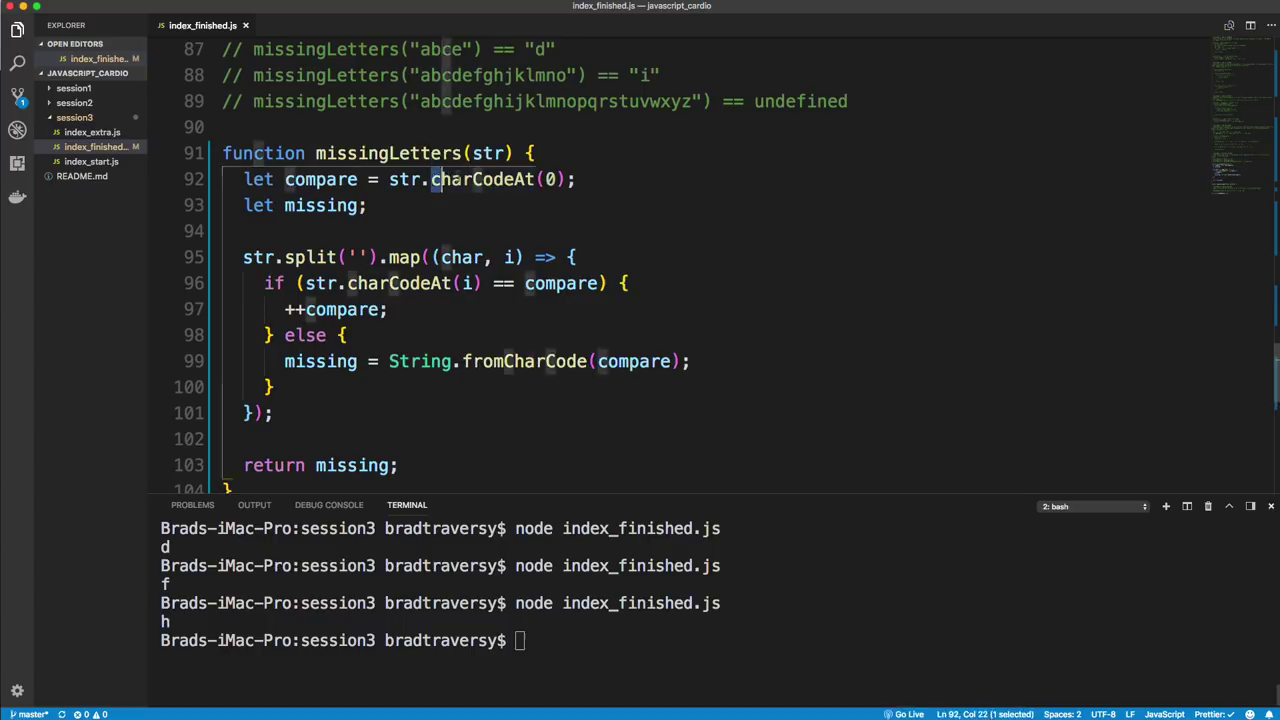 index_finished.js — javascript_cardio
EXPLORER
OPEN EDITORS
index_finishe.. M
JAVASCRIPT_CARDIO
session1
session2
session3
JS index_extra.js
JS index_finished.js M
JS index_start.js
README.md
1
JS index_finished.js ×
87 // missingLetters("abce") == "d"
88 // missingLetters("abcdefghjklmno") == "i"
89 // missingLetters("abcdefghijklmnopqrstuvwxyz") == undefined
90
91 function missingLetters(str) {
92 let compare = str.charCodeAt(0);
93 let missing;
94
95 str.split('').map((char, i) => {
96 if (str.charCodeAt(i) == compare) {
97 ++compare;
98 } else {
99 missing = String.fromCharCode(compare);
100 }
101 });
102
103 return missing;
104 }
PROBLEMS OUTPUT DEBUG CONSOLE TERMINAL 2: bash
Brads-iMac-Pro:session3 bradtraversy$ node index_finished.js
d
Brads-iMac-Pro:session3 bradtraversy$ node index_finished.js
f
Brads-iMac-Pro:session3 bradtraversy$ node index_finished.js
h
Brads-iMac-Pro:session3 bradtraversy$
master* 0 0 Go Live Ln 92, Col 22 (1 selected) Spaces: 2 UTF-8 LF JavaScript Prettier: ✓